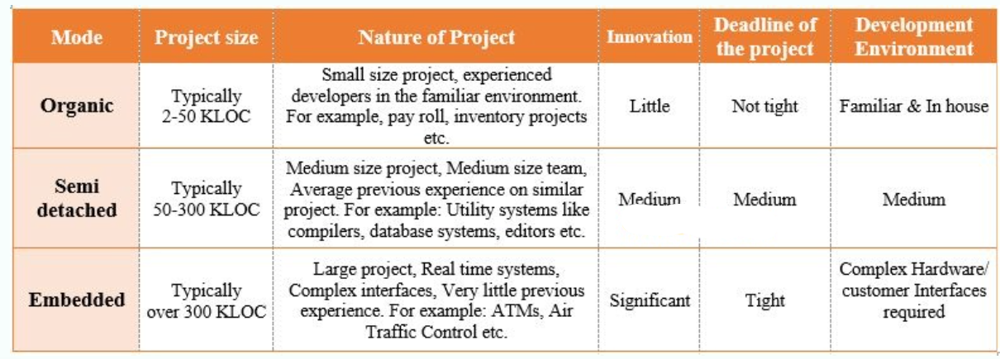 Mode
Project size
Nature of Project
Innovation
Deadline of
the project
Development
Environment
Organic
Typically
2-50 KLOC
Small size project, experienced
developers in the familiar environment.
For example, pay roll, inventory projects
etc.
Little
Not tight
Familiar & In house
Semi
detached
Typically
50-300 KLOC
Medium size project, Medium size team,
Average previous experience on similar
project. For example: Utility systems like
compilers, database systems, editors etc.
Medium
Medium
Medium
Embedded
Typically
over 300 KLOC
Large project, Real time systems,
Complex interfaces, Very little previous
experience. For example: ATMs, Air
Traffic Control etc.
Significant
Tight
Complex Hardware/
customer Interfaces
required